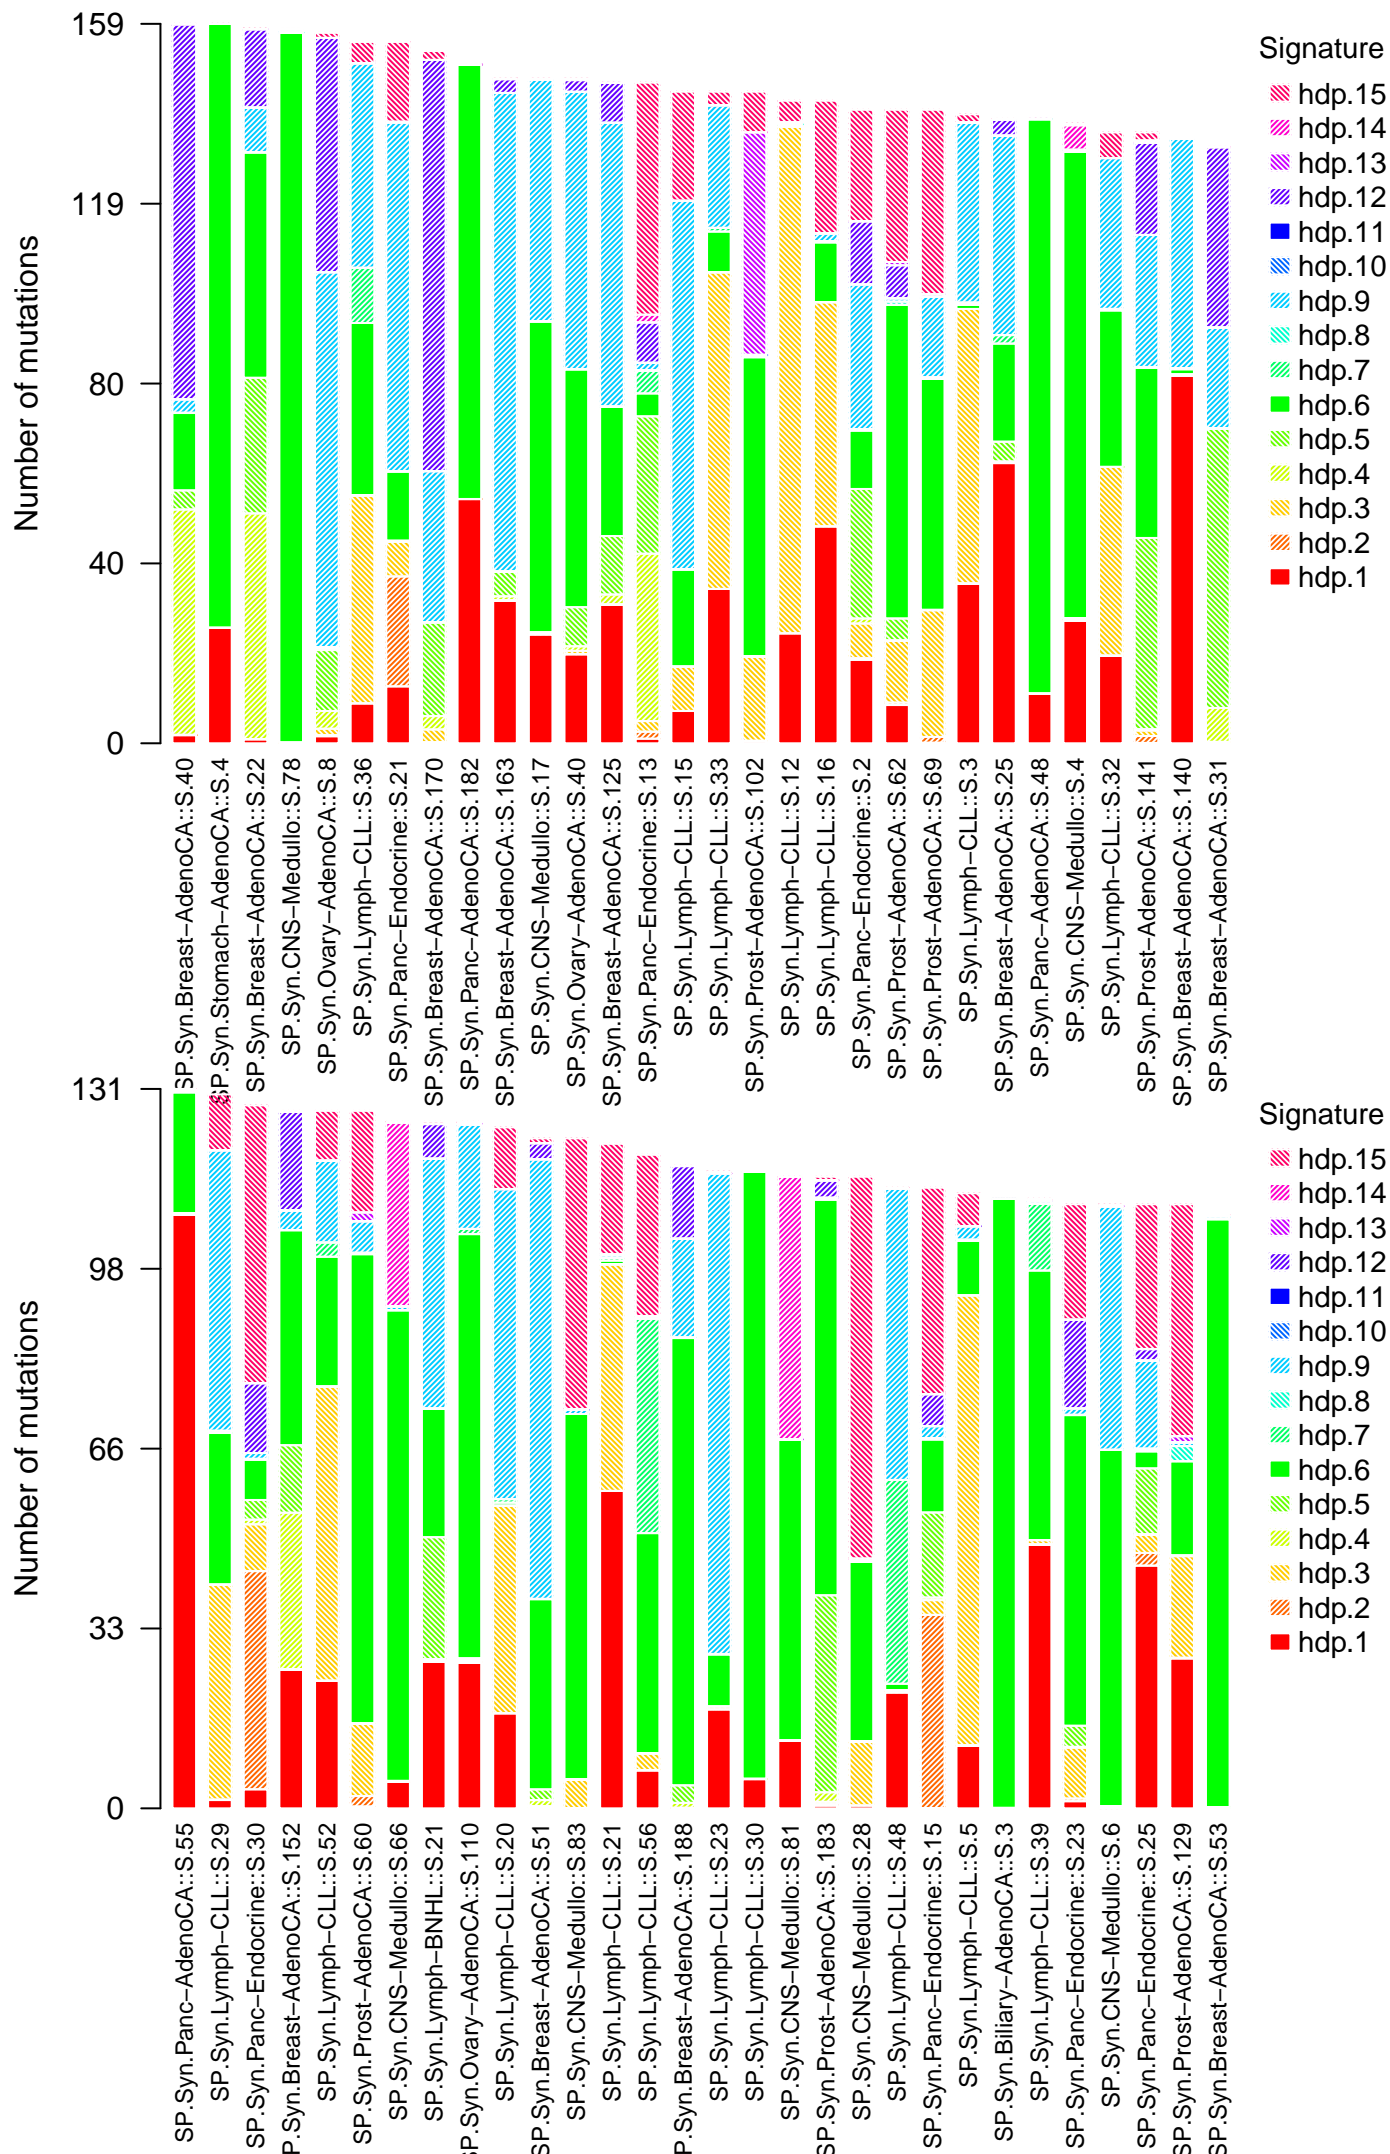 159
119
80
40
0
Number of mutations
Signature
hdp.15
hdp.14
hdp.13
hdp.12
hdp.11
hdp.10
hdp.9
hdp.8
hdp.7
hdp.6
hdp.5
hdp.4
hdp.3
hdp.2
hdp.1
SP.Syn.Breast−AdenoCA::S.40
SP.Syn.Stomach−AdenoCA::S.4
SP.Syn.Breast−AdenoCA::S.22
SP.Syn.CNS−Medullo::S.78
SP.Syn.Ovary−AdenoCA::S.8
SP.Syn.Lymph−CLL::S.36
SP.Syn.Panc−Endocrine::S.21
SP.Syn.Breast−AdenoCA::S.170
SP.Syn.Panc−AdenoCA::S.182
SP.Syn.Breast−AdenoCA::S.163
SP.Syn.CNS−Medullo::S.17
SP.Syn.Ovary−AdenoCA::S.40
SP.Syn.Breast−AdenoCA::S.125
SP.Syn.Panc−Endocrine::S.13
SP.Syn.Lymph−CLL::S.15
SP.Syn.Lymph−CLL::S.33
SP.Syn.Prost−AdenoCA::S.102
SP.Syn.Lymph−CLL::S.12
SP.Syn.Lymph−CLL::S.16
SP.Syn.Panc−Endocrine::S.2
SP.Syn.Prost−AdenoCA::S.62
SP.Syn.Prost−AdenoCA::S.69
SP.Syn.Lymph−CLL::S.3
SP.Syn.Breast−AdenoCA::S.25
SP.Syn.Panc−AdenoCA::S.48
SP.Syn.CNS−Medullo::S.4
SP.Syn.Lymph−CLL::S.32
SP.Syn.Prost−AdenoCA::S.141
SP.Syn.Breast−AdenoCA::S.140
SP.Syn.Breast−AdenoCA::S.31
131
98
66
33
0
Number of mutations
Signature
hdp.15
hdp.14
hdp.13
hdp.12
hdp.11
hdp.10
hdp.9
hdp.8
hdp.7
hdp.6
hdp.5
hdp.4
hdp.3
hdp.2
hdp.1
SP.Syn.Panc−AdenoCA::S.55
SP.Syn.Lymph−CLL::S.29
SP.Syn.Panc−Endocrine::S.30
P.Syn.Breast−AdenoCA::S.152
SP.Syn.Lymph−CLL::S.52
SP.Syn.Prost−AdenoCA::S.60
SP.Syn.CNS−Medullo::S.66
SP.Syn.Lymph−BNHL::S.21
SP.Syn.Ovary−AdenoCA::S.110
SP.Syn.Lymph−CLL::S.20
SP.Syn.Breast−AdenoCA::S.51
SP.Syn.CNS−Medullo::S.83
SP.Syn.Lymph−CLL::S.21
SP.Syn.Lymph−CLL::S.56
P.Syn.Breast−AdenoCA::S.188
SP.Syn.Lymph−CLL::S.23
SP.Syn.Lymph−CLL::S.30
SP.Syn.CNS−Medullo::S.81
SP.Syn.Prost−AdenoCA::S.183
SP.Syn.CNS−Medullo::S.28
SP.Syn.Lymph−CLL::S.48
SP.Syn.Panc−Endocrine::S.15
SP.Syn.Lymph−CLL::S.5
SP.Syn.Biliary−AdenoCA::S.3
SP.Syn.Lymph−CLL::S.39
SP.Syn.Panc−Endocrine::S.23
SP.Syn.CNS−Medullo::S.6
SP.Syn.Panc−Endocrine::S.25
SP.Syn.Prost−AdenoCA::S.129
SP.Syn.Breast−AdenoCA::S.53